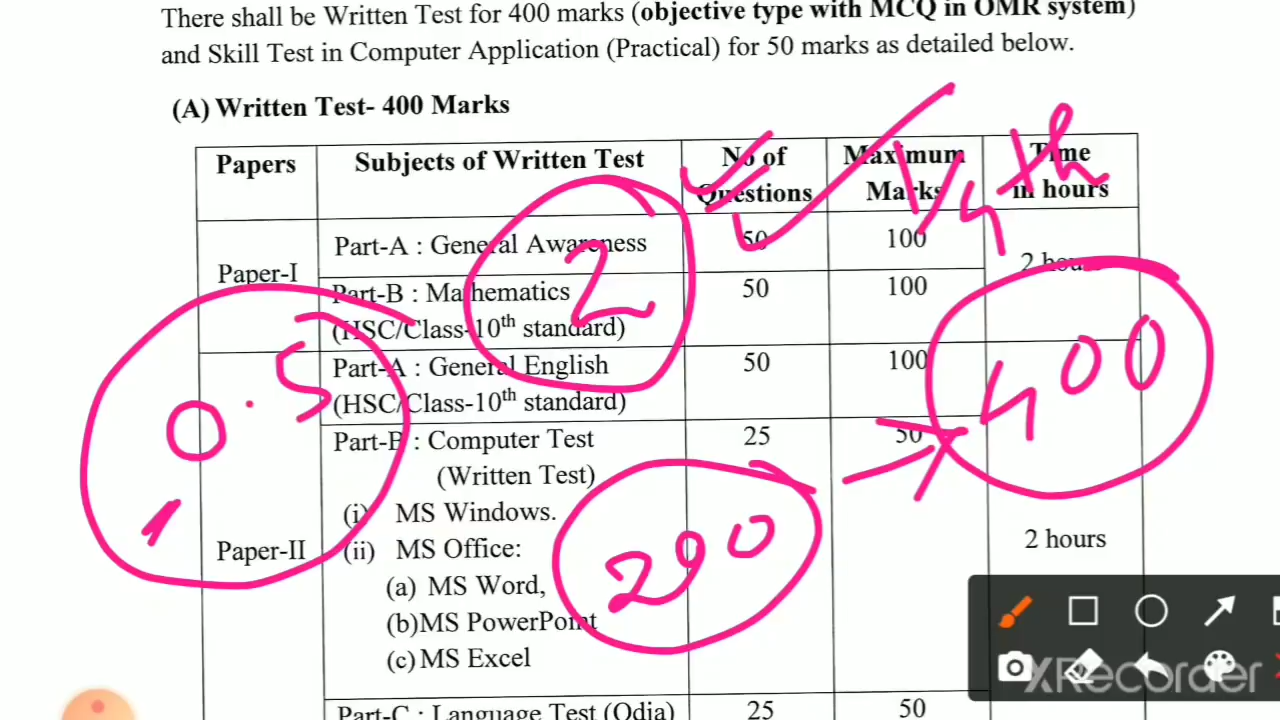 There shall be Written Test for 400 marks (objective type with MCQ in OMR system)
and Skill Test in Computer Application (Practical) for 50 marks as detailed below.
(A) Written Test- 400 Marks
Papers Subjects of Written Test No of Questions Maximum Marks Time in hours
1/4th
Paper-I Part-A : General Awareness 50 100 2 hours
2
Part-B : Mathematics 50 100
(HSC/Class-10th standard)
400
Part-A : General English 50 100
(HSC/Class-10th standard)
0.5
Part-B : Computer Test 25 50
(Written Test)
(i) MS Windows.
Paper-II (ii) MS Office: 2 hours
290
(a) MS Word,
(b)MS PowerPoint
(c) MS Excel
Part-C : Language Test (Odia) 25 50
XRecorder